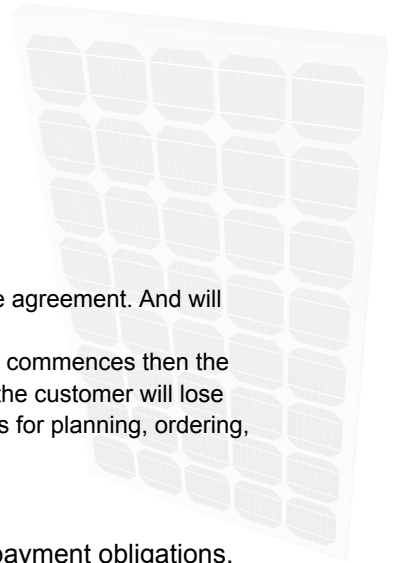 e agreement. And will
commences then the
the customer will lose
s for planning, ordering,
payment obligations.